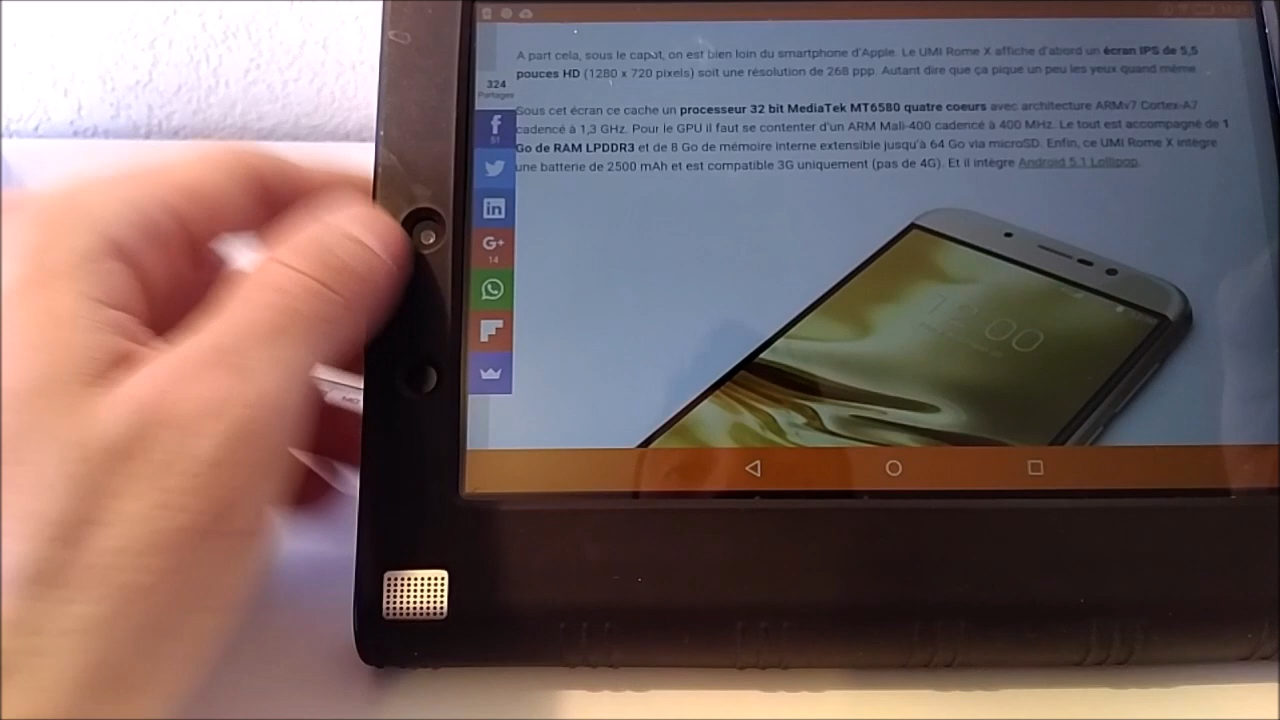 A part cela, sous le capot, on est bien loin du smartphone d'Apple. Le UMI Rome X affiche d'abord un écran IPS de 5,5
pouces HD (1280 x 720 pixels) soit une résolution de 268 ppp. Autant dire que ça pique un peu les yeux quand même.
324
Partages
Sous cet écran ce cache un processeur 32 bit MediaTek MT6580 quatre coeurs avec architecture ARMv7 Cortex-A7
cadencé à 1,3 GHz. Pour le GPU il faut se contenter d'un ARM Mali-400 cadencé à 400 MHz. Le tout est accompagné de 1
Go de RAM LPDDR3 et de 8 Go de mémoire interne extensible jusqu'à 64 Go via microSD. Enfin, ce UMI Rome X intègre
une batterie de 2500 mAh et est compatible 3G uniquement (pas de 4G). Et il intègre Android 5.1 Lollipop.
f
51
in
G+
14
12:00